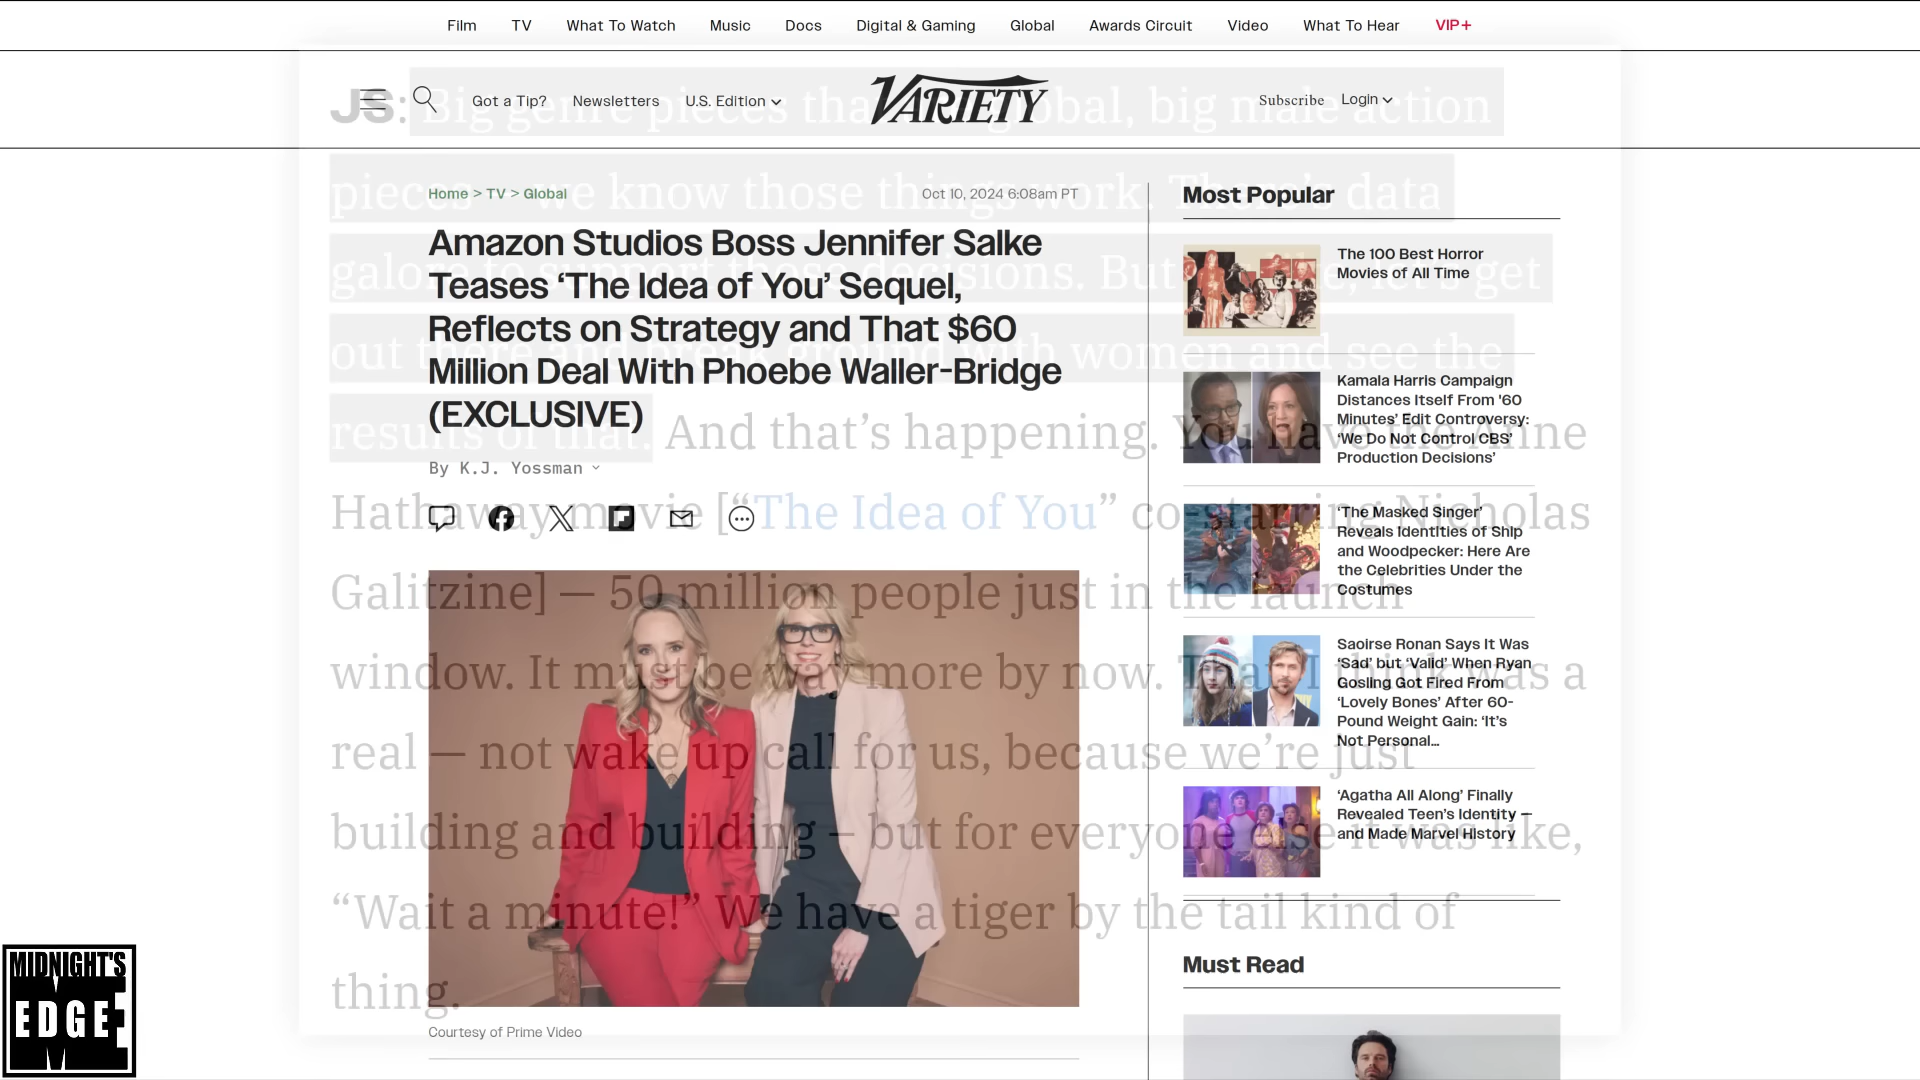 Film TV What To Watch Music Docs Digital & Gaming Global Awards Circuit Video What To Hear VIP+
Got a Tip? Newsletters U.S. Edition VARIETY Subscribe Login
Home > TV > Global Oct 10, 2024 6:08am PT
Amazon Studios Boss Jennifer Salke
Teases ‘The Idea of You’ Sequel,
Reflects on Strategy and That $60
Million Deal With Phoebe Waller-Bridge
(EXCLUSIVE)
By K.J. Yossman
Courtesy of Prime Video
Most Popular
The 100 Best Horror
Movies of All Time
Kamala Harris Campaign
Distances Itself From '60
Minutes’ Edit Controversy:
‘We Do Not Control CBS’
Production Decisions’
‘The Masked Singer’
Reveals Identities of Ship
and Woodpecker: Here Are
the Celebrities Under the
Costumes
Saoirse Ronan Says It Was
‘Sad’ but ‘Valid’ When Ryan
Gosling Got Fired From
‘Lovely Bones’ After 60-
Pound Weight Gain: ‘It’s
Not Personal…
‘Agatha All Along’ Finally
Revealed Teen’s Identity —
and Made Marvel History
Must Read
JS: Big genre pieces global, big male action
pieces we know those things work. There’s data
galore to support those decisions. But let’s get
out there and break ground with women and see the
results of that. And that’s happening. You have the Anne
Hathaway movie [“The Idea of You” co-starring Nicholas
Galitzine] — 50 million people just in the launch
window. It must be way more by now. That I think was a
real — not wake up call for us, because we’re just
building and building — but for everyone else it was like,
“Wait a minute!” We have a tiger by the tail kind of
thing.
MIDNIGHT'S
EDGE